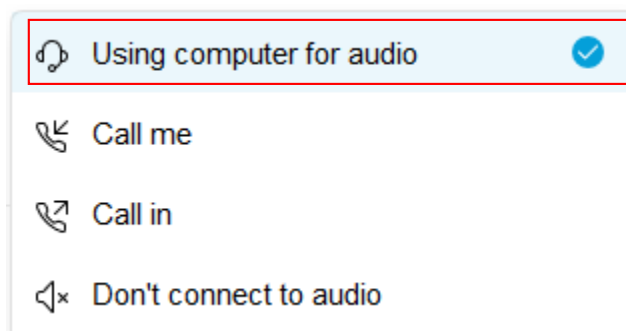 Using computer for audio
Call me
Call in
Don't connect to audio